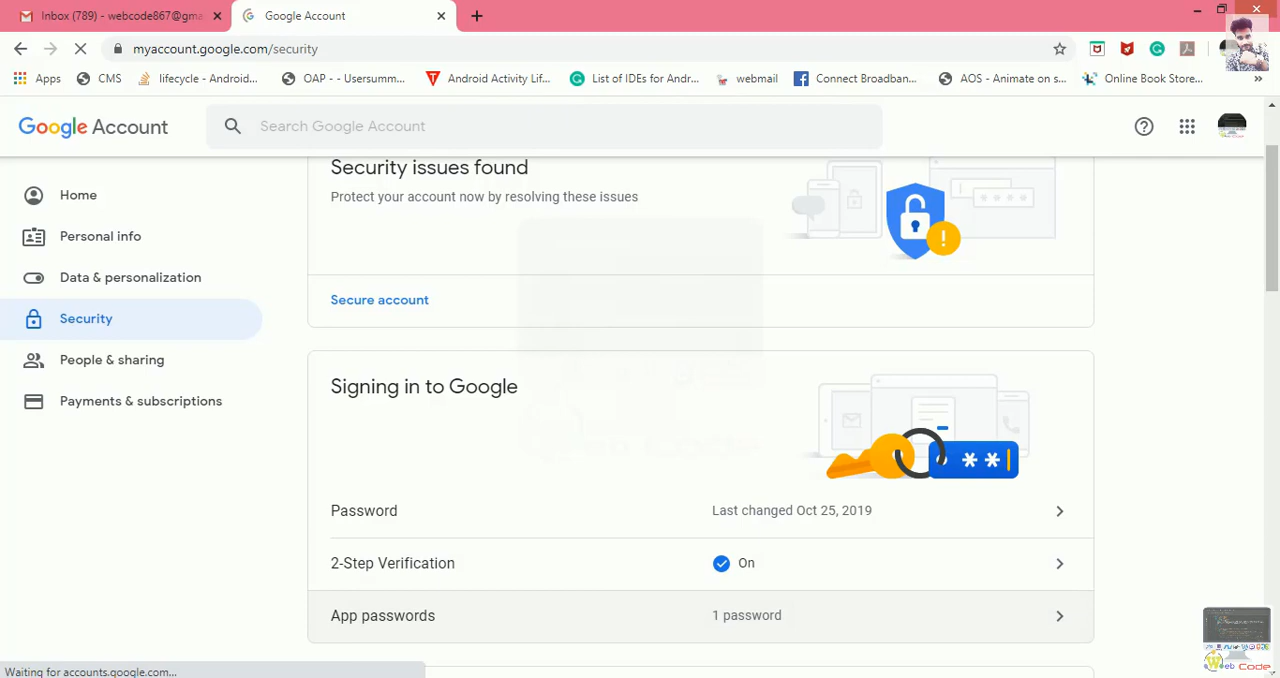 Inbox (789) - webcode867@gma
Google Account
myaccount.google.com/security
Apps
CMS
lifecycle - Android...
OAP - - Usersumm...
Android Activity Lif...
List of IDEs for Andr...
webmail
Connect Broadban...
AOS - Animate on s...
Online Book Store...
»
Google Account
Search Google Account
Security issues found
Protect your account now by resolving these issues
Home
Personal info
Data & personalization
Secure account
Security
People & sharing
Signing in to Google
Payments & subscriptions
Password
Last changed Oct 25, 2019
2-Step Verification
On
App passwords
1 password
Web Code
Waiting for accounts.google.com...